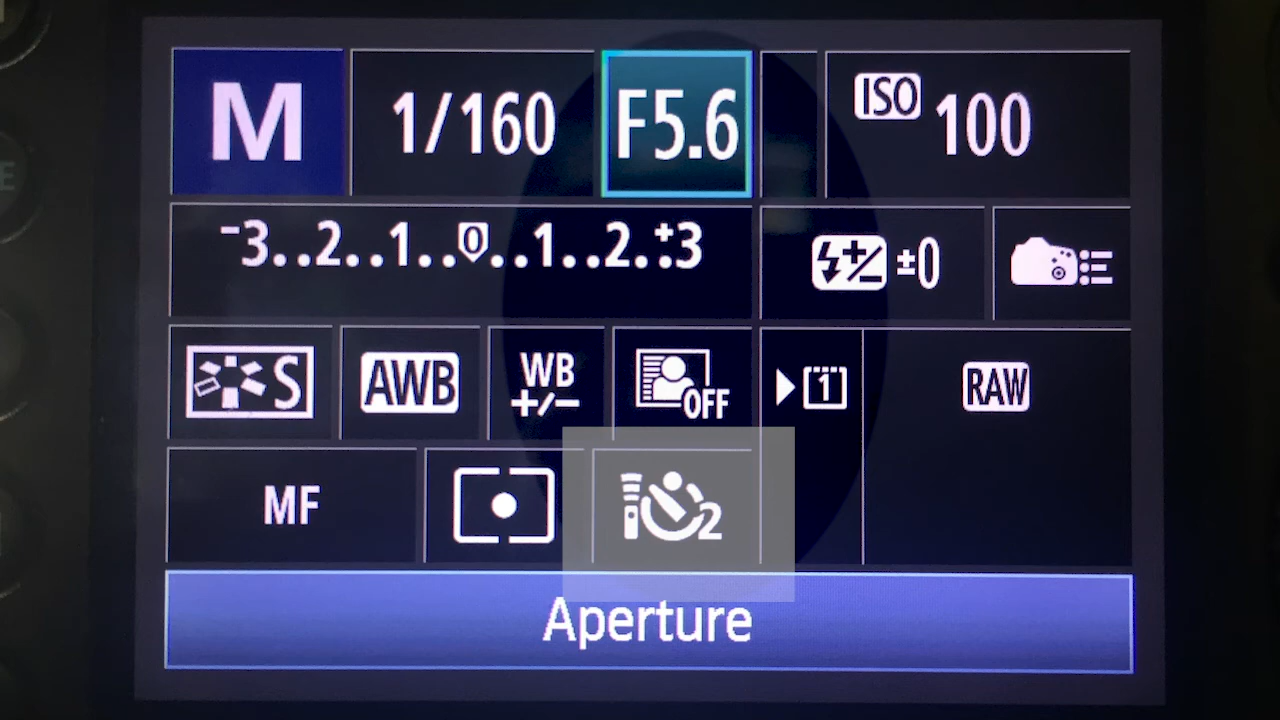 M 1/160 F5.6 ISO 100
-3..2..1..0..1..2.:+3 ±0
S AWB WB +/- OFF 1 RAW
MF 2
Aperture